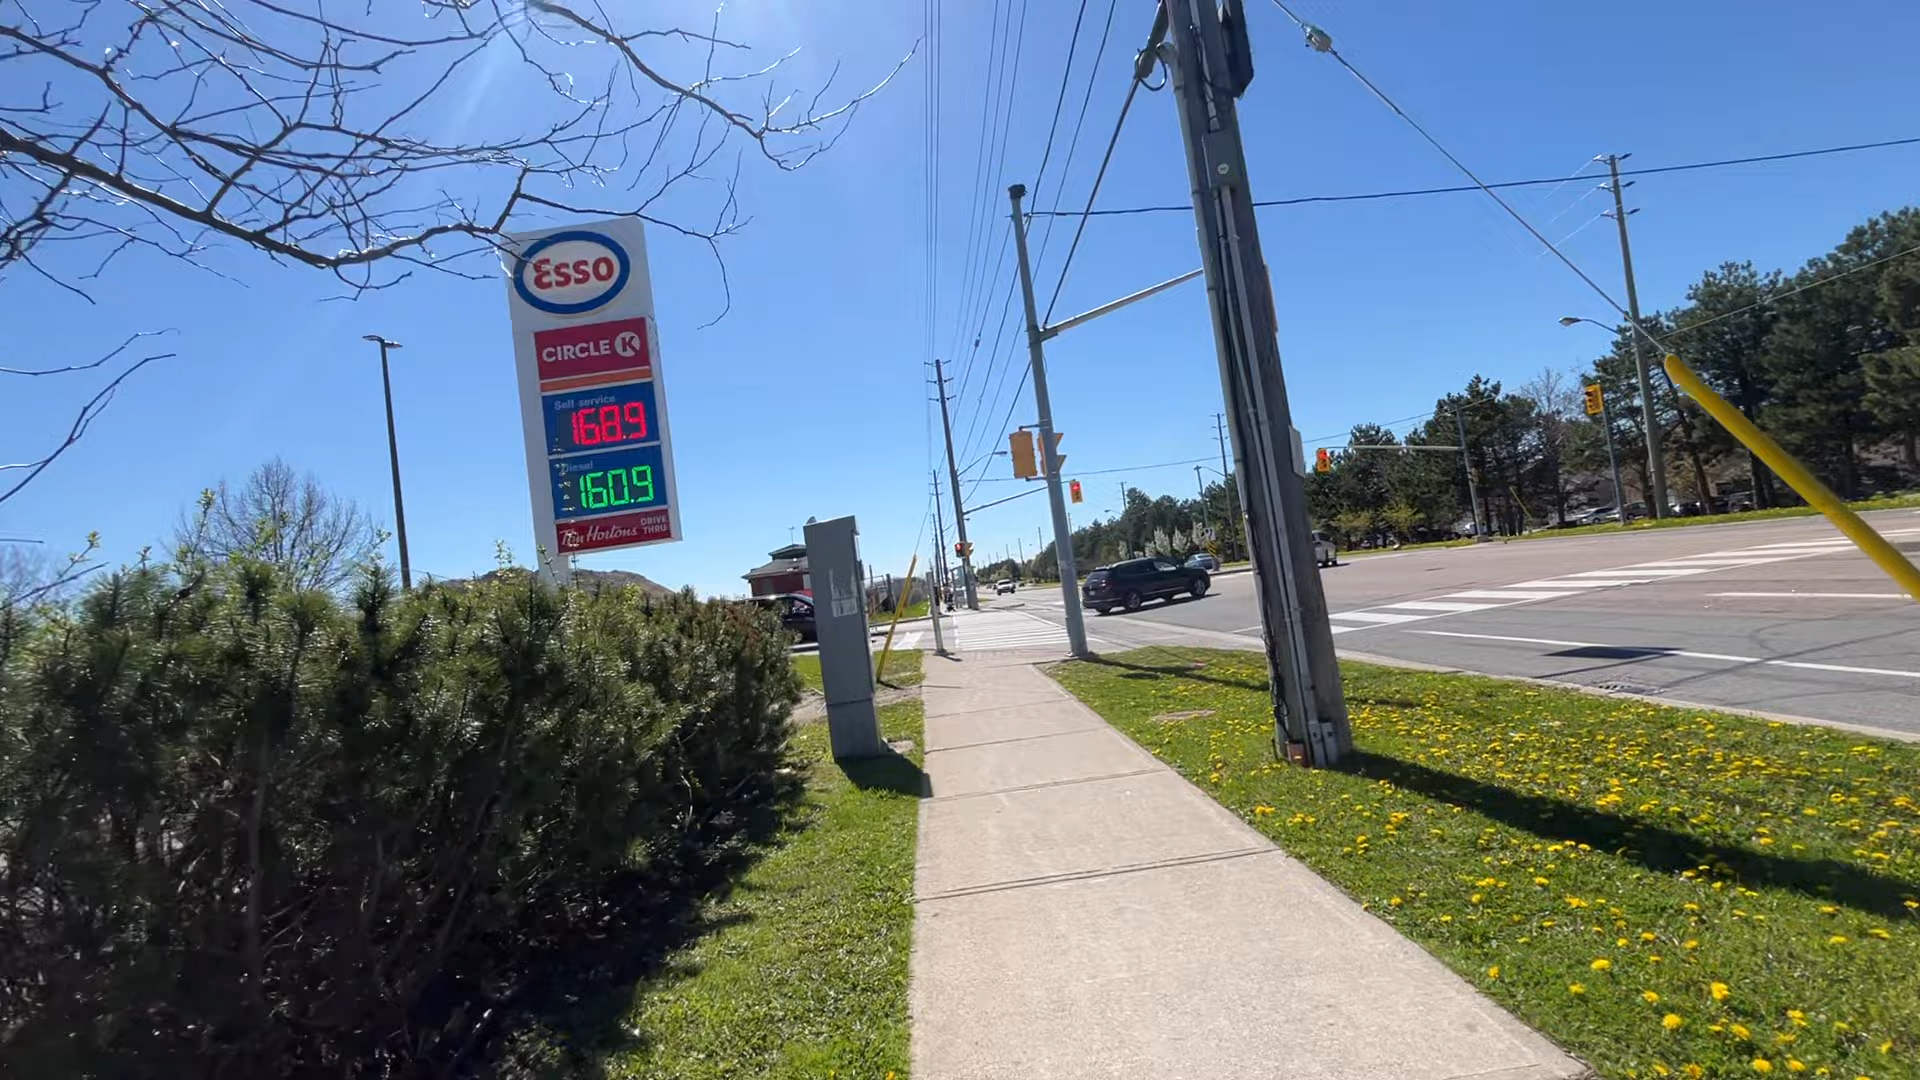 Esso
CIRCLE K
Self service
168.9
Diesel
160.9
Tim Hortons DRIVE THRU